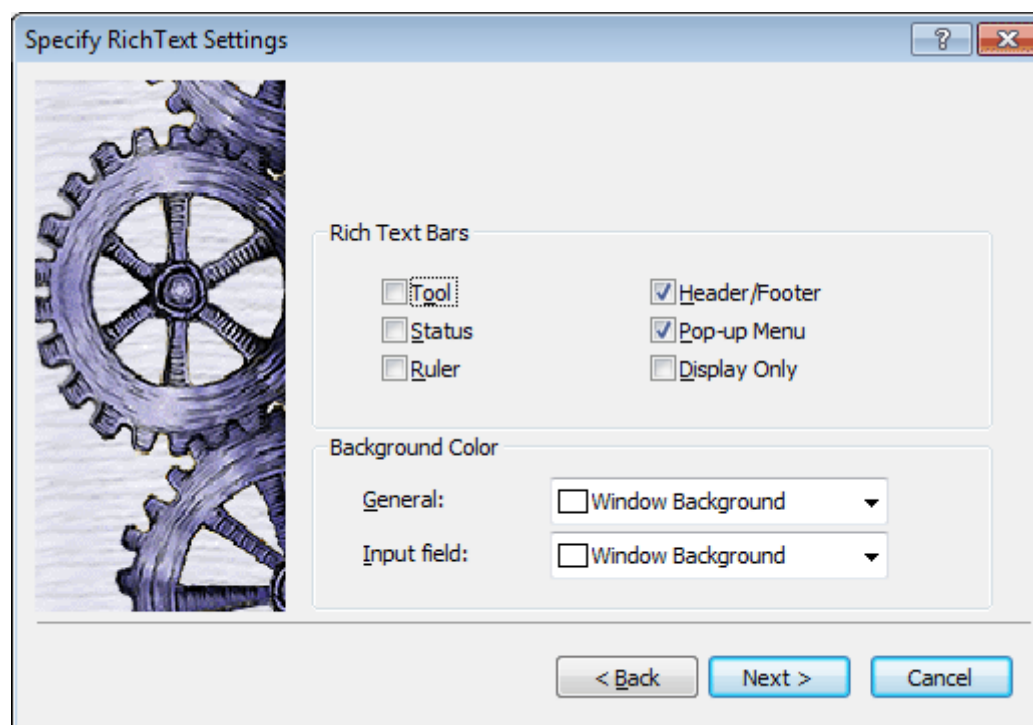 Specify RichText Settings
Rich Text Bars
Tool Header/Footer
Status Pop-up Menu
Ruler Display Only
Background Color
General: Window Background
Input field: Window Background
< Back Next > Cancel